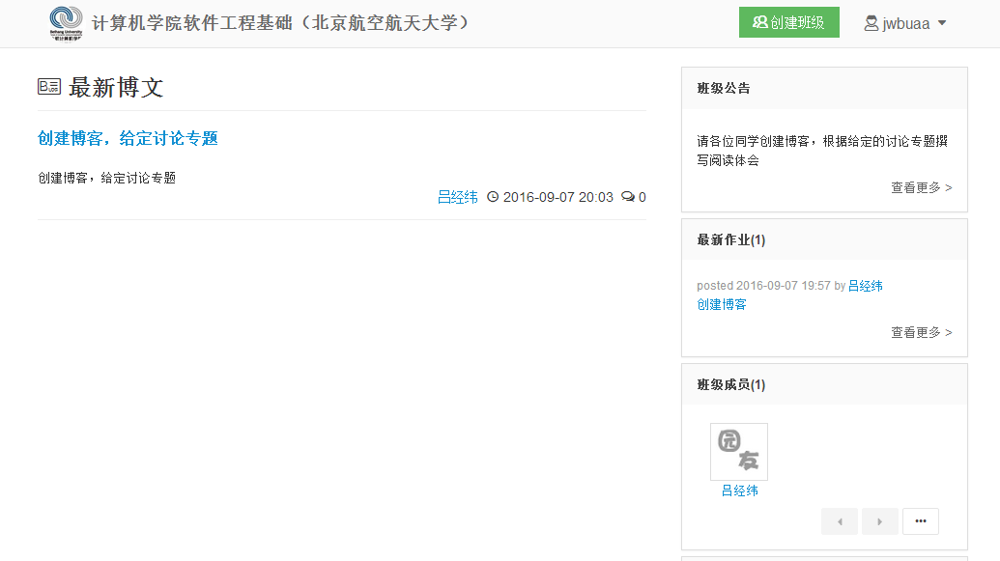 Beihang University
计算机学院软件工程基础（北京航空航天大学）
创建班级
jwbuaa
最新博文
创建博客，给定讨论专题
创建博客，给定讨论专题
吕经纬 2016-09-07 20:03 0
班级公告
请各位同学创建博客，根据给定的讨论专题撰
写阅读体会
查看更多 >
最新作业(1)
posted 2016-09-07 19:57 by 吕经纬
创建博客
查看更多 >
班级成员(1)
园友
吕经纬